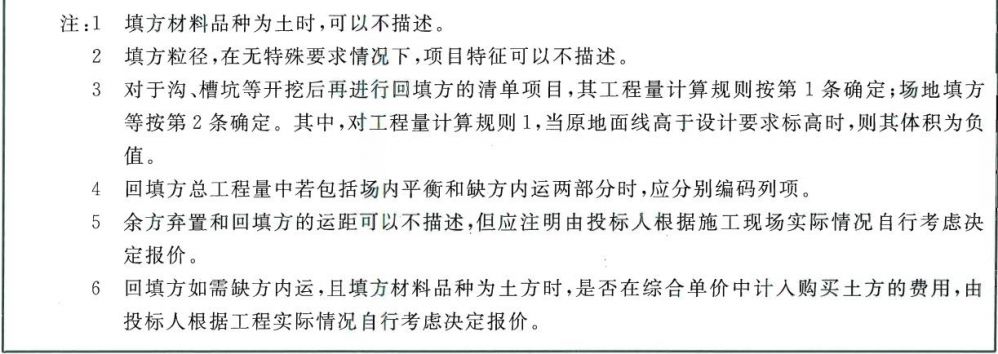 注:1 填方材料品种为土时,可以不描述。
2 填方粒径,在无特殊要求情况下,项目特征可以不描述。
3 对于沟、槽坑等开挖后再进行回填方的清单项目,其工程量计算规则按第1条确定;场地填方
等按第2条确定。其中,对工程量计算规则1,当原地面线高于设计要求标高时,则其体积为负
值。
4 回填方总工程量中若包括场内平衡和缺方内运两部分时,应分别编码列项。
5 余方弃置和回填方的运距可以不描述,但应注明由投标人根据施工现场实际情况自行考虑决
定报价。
6 回填方如需缺方内运,且填方材料品种为土方时,是否在综合单价中计入购买土方的费用,由
投标人根据工程实际情况自行考虑决定报价。